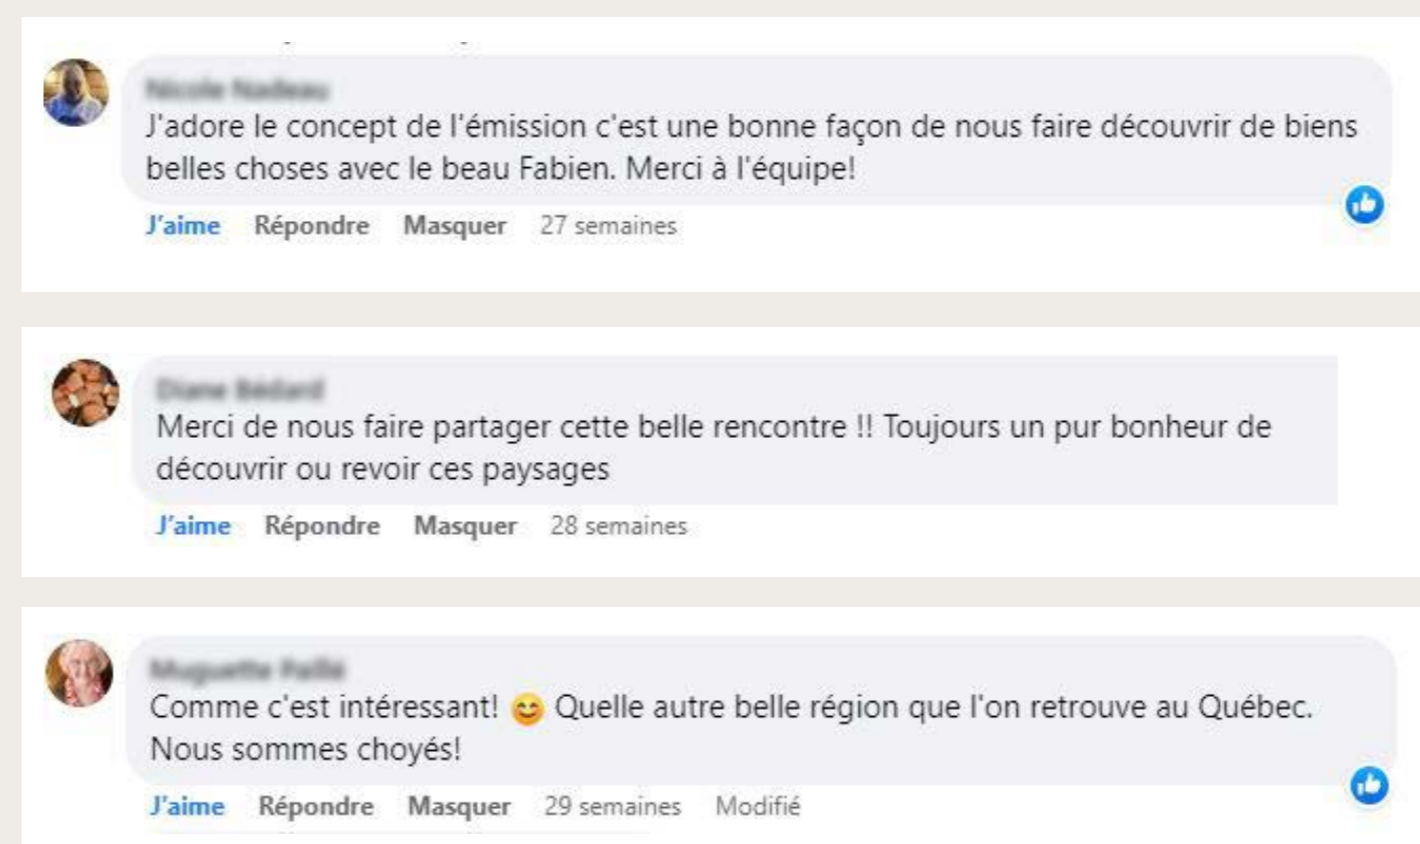 J'adore le concept de l'émission c'est une bonne façon de nous faire découvrir de biens
belles choses avec le beau Fabien. Merci à l'équipe!
J'aime Répondre Masquer 27 semaines
Merci de nous faire partager cette belle rencontre !! Toujours un pur bonheur de
découvrir ou revoir ces paysages
J'aime Répondre Masquer 28 semaines
Comme c'est intéressant! 😊 Quelle autre belle région que l'on retrouve au Québec.
Nous sommes choyés!
J'aime Répondre Masquer 29 semaines Modifié